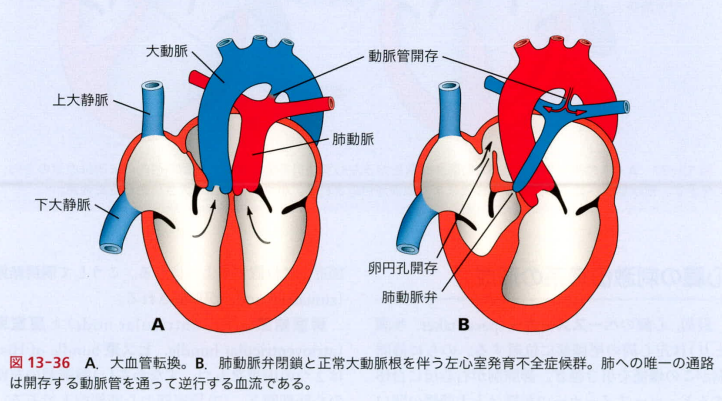 大動脈
動脈管開存
上大静脈
肺動脈
下大静脈
卵円孔開存
肺動脈弁
A
B
図 13-36 A. 大血管転換。B. 肺動脈弁閉鎖と正常大動脈根を伴う左心室発育不全症候群。肺への唯一の通路
は開存する動脈管を通って逆行する血流である。